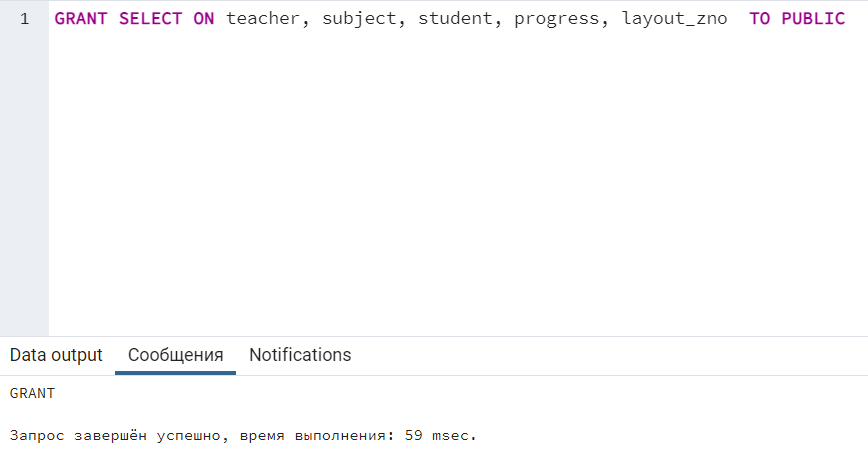 1 GRANT SELECT ON teacher, subject, student, progress, layout_zno  TO PUBLIC
Data output Сообщения Notifications
GRANT
Запрос завершён успешно, время выполнения: 59 msec.